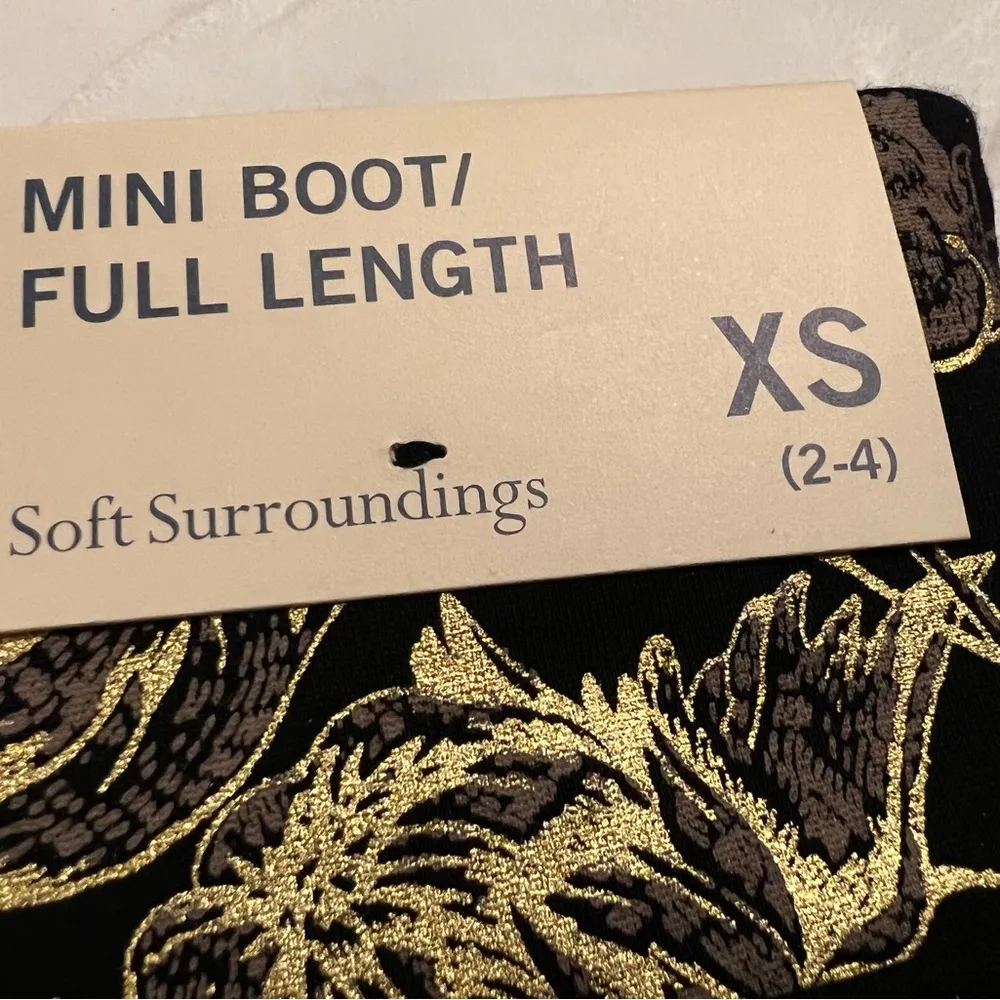 MINI BOOT/
FULL LENGTH
XS
(2-4)
Soft Surroundings